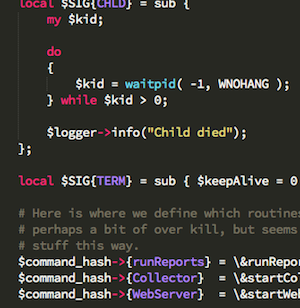 local $SIG{CHLD} = sub {
my $kid;
do
{
$kid = waitpid( -1, WNOHANG );
} while $kid > 0;
$logger->info("Child died");
};
local $SIG{TERM} = sub { $keepAlive = 0
# Here is where we define which routine
# perhaps a bit of over kill, but seems
# stuff this way.
$command_hash->{runReports} = \&runRepo
$command_hash->{Collector} = \&startCol
$command_hash->{WebServer} = \&startWeb